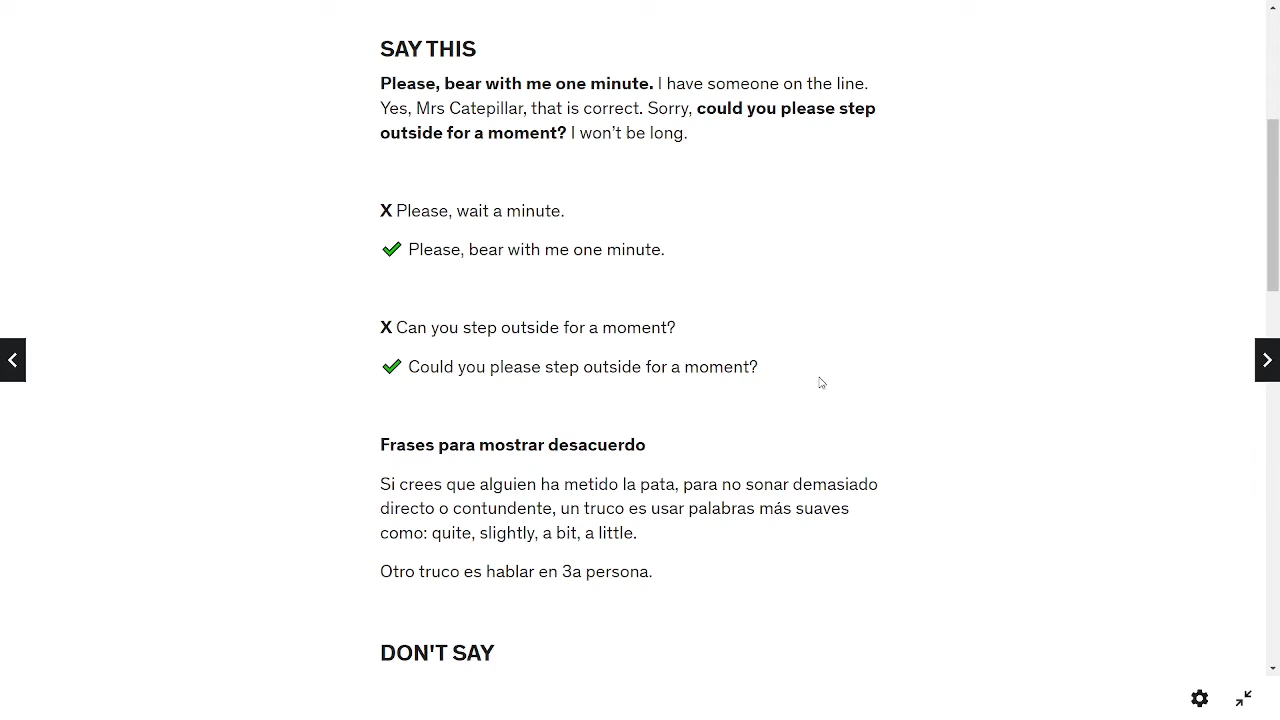 SAY THIS
Please, bear with me one minute. I have someone on the line.
Yes, Mrs Catepillar, that is correct. Sorry, could you please step
outside for a moment? I won't be long.
X Please, wait a minute.
✔ Please, bear with me one minute.
X Can you step outside for a moment?
✔ Could you please step outside for a moment?
Frases para mostrar desacuerdo
Si crees que alguien ha metido la pata, para no sonar demasiado
directo o contundente, un truco es usar palabras más suaves
como: quite, slightly, a bit, a little.
Otro truco es hablar en 3a persona.
DON'T SAY